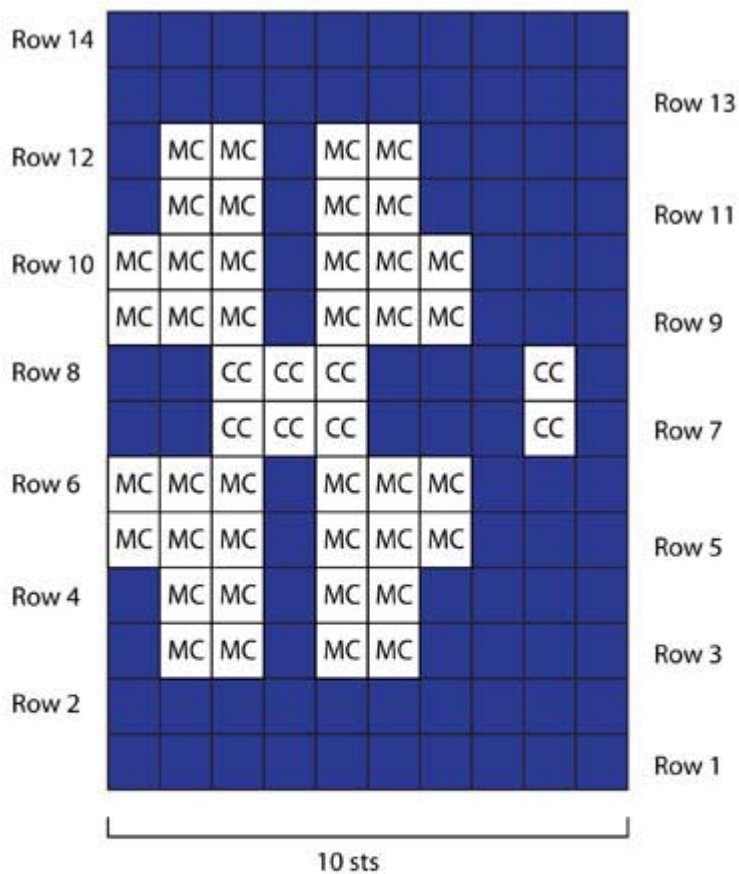 Row 14
Row 13
Row 12 MC MC MC MC
MC MC MC MC Row 11
Row 10 MC MC MC MC MC MC
MC MC MC MC MC MC Row 9
Row 8 CC CC CC CC
CC CC CC CC Row 7
Row 6 MC MC MC MC MC MC
MC MC MC MC MC MC Row 5
Row 4 MC MC MC MC
MC MC MC MC Row 3
Row 2
Row 1
10 sts